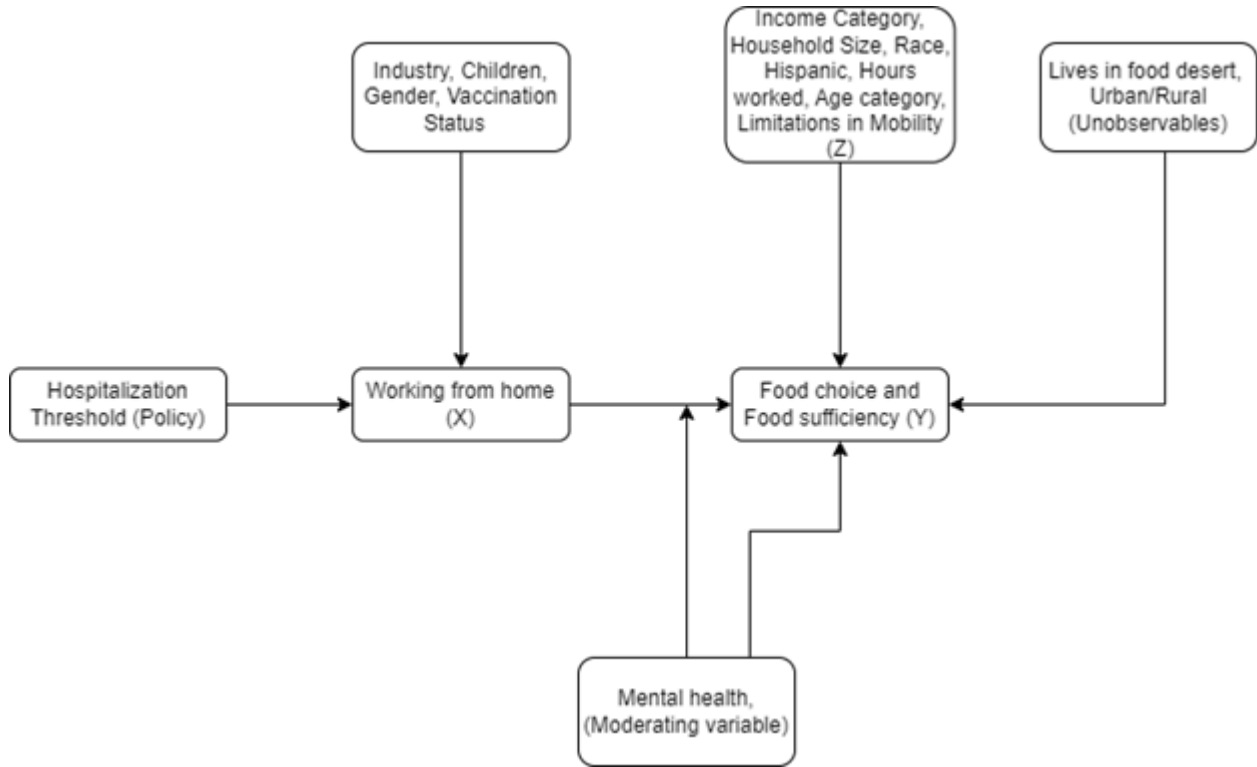 Industry, Children,
Gender, Vaccination
Status
Income Category,
Household Size, Race,
Hispanic, Hours
worked, Age category,
Limitations in Mobility
(Z)
Lives in food desert,
Urban/Rural
(Unobservables)
Hospitalization
Threshold (Policy)
Working from home
(X)
Food choice and
Food sufficiency (Y)
Mental health,
(Moderating variable)